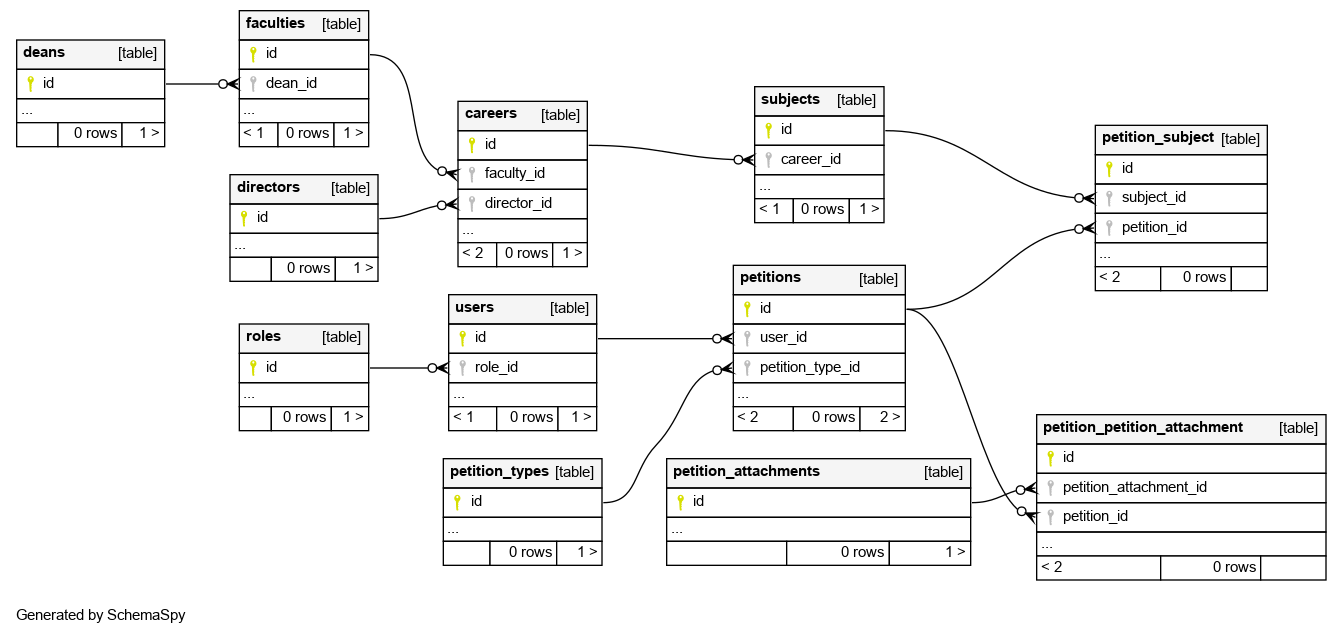 deans [table]
id
...
0 rows 1 >
faculties [table]
id
dean_id
...
< 1 0 rows 1 >
directors [table]
id
...
0 rows 1 >
roles [table]
id
...
0 rows 1 >
careers [table]
id
faculty_id
director_id
...
< 2 0 rows 1 >
users [table]
id
role_id
...
< 1 0 rows 1 >
petition_types [table]
id
...
0 rows 1 >
subjects [table]
id
career_id
...
< 1 0 rows 1 >
petitions [table]
id
user_id
petition_type_id
...
< 2 0 rows 2 >
petition_attachments [table]
id
...
0 rows 1 >
petition_subject [table]
id
subject_id
petition_id
...
< 2 0 rows
petition_petition_attachment [table]
id
petition_attachment_id
petition_id
...
< 2 0 rows
Generated by SchemaSpy